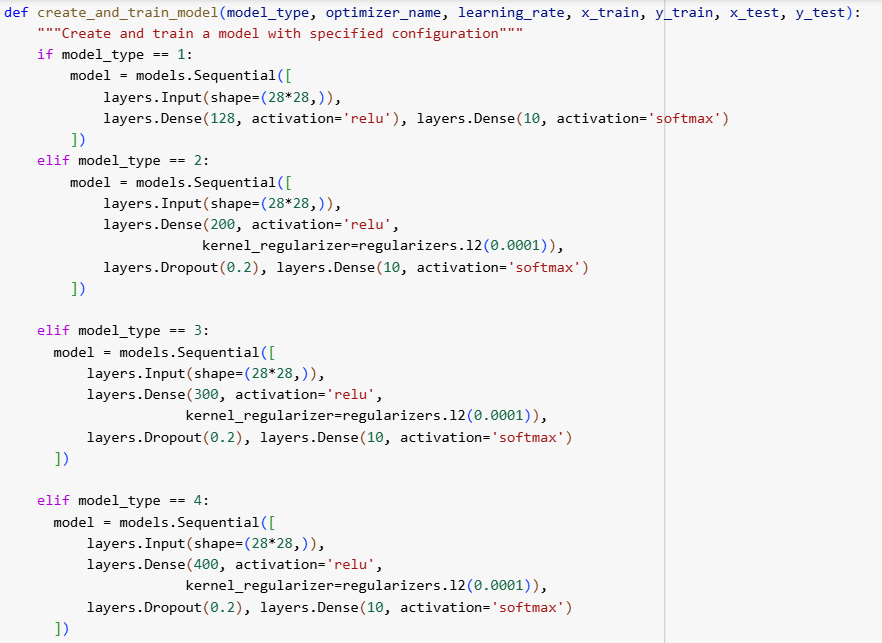 def create_and_train_model(model_type, optimizer_name, learning_rate, x_train, y_train, x_test, y_test):
    """Create and train a model with specified configuration"""
    if model_type == 1:
        model = models.Sequential([
            layers.Input(shape=(28*28,)),
            layers.Dense(128, activation='relu'), layers.Dense(10, activation='softmax')
        ])
    elif model_type == 2:
        model = models.Sequential([
            layers.Input(shape=(28*28,)),
            layers.Dense(200, activation='relu',
                        kernel_regularizer=regularizers.l2(0.0001)),
            layers.Dropout(0.2), layers.Dense(10, activation='softmax')
        ])

    elif model_type == 3:
      model = models.Sequential([
          layers.Input(shape=(28*28,)),
          layers.Dense(300, activation='relu',
                      kernel_regularizer=regularizers.l2(0.0001)),
          layers.Dropout(0.2), layers.Dense(10, activation='softmax')
      ])

    elif model_type == 4:
      model = models.Sequential([
          layers.Input(shape=(28*28,)),
          layers.Dense(400, activation='relu',
                      kernel_regularizer=regularizers.l2(0.0001)),
          layers.Dropout(0.2), layers.Dense(10, activation='softmax')
      ])